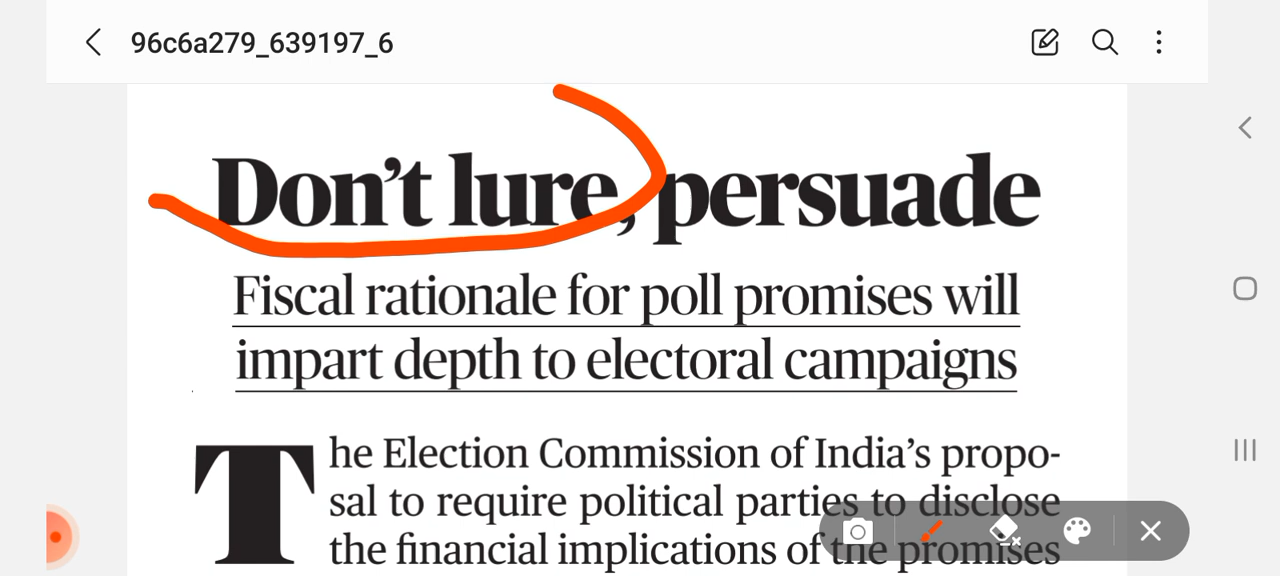 96c6a279_639197_6
Don't lure, persuade
Fiscal rationale for poll promises will
impart depth to electoral campaigns
The Election Commission of India's propo-
sal to require political parties to disclose
the financial implications of the promises